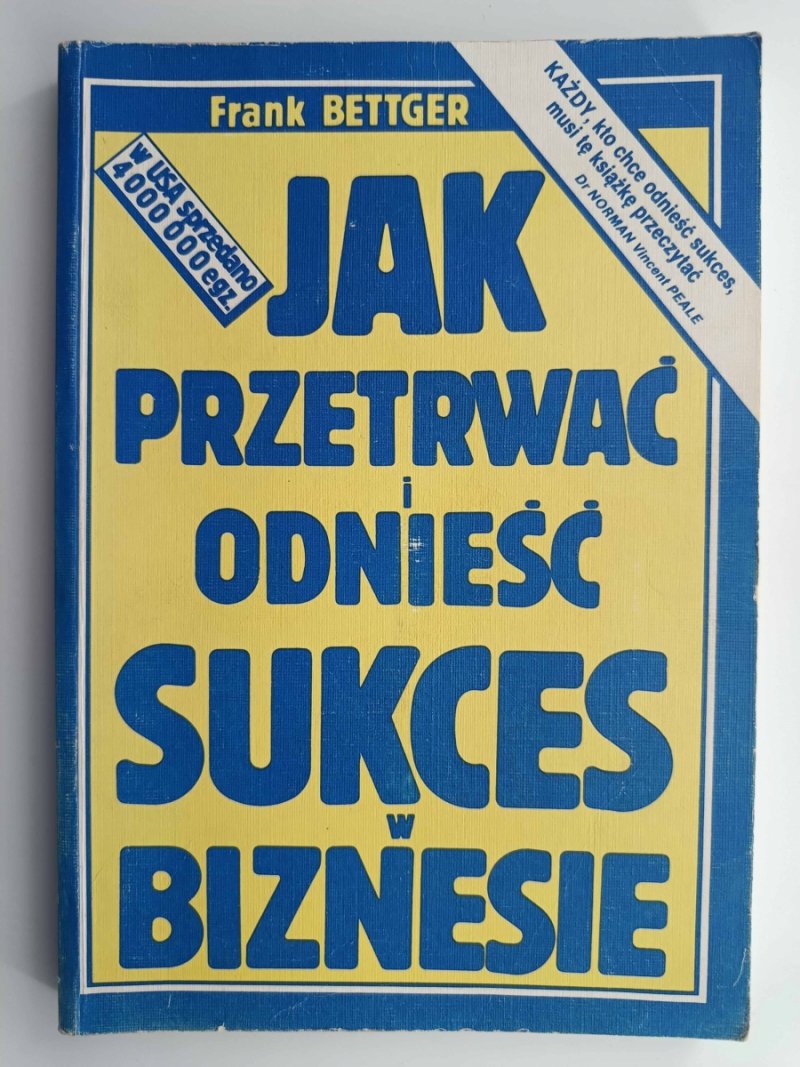 Frank BETTGER
KAŻDY, kto chce odnieść sukces,
musi tę książkę przeczytać
Dr NORMAN Vincent PEALE
w USA sprzedano
4 000 000 egz.
JAK
PRZETRWAĆ
i
ODNIEŚĆ
SUKCES
w
BIZNESIE